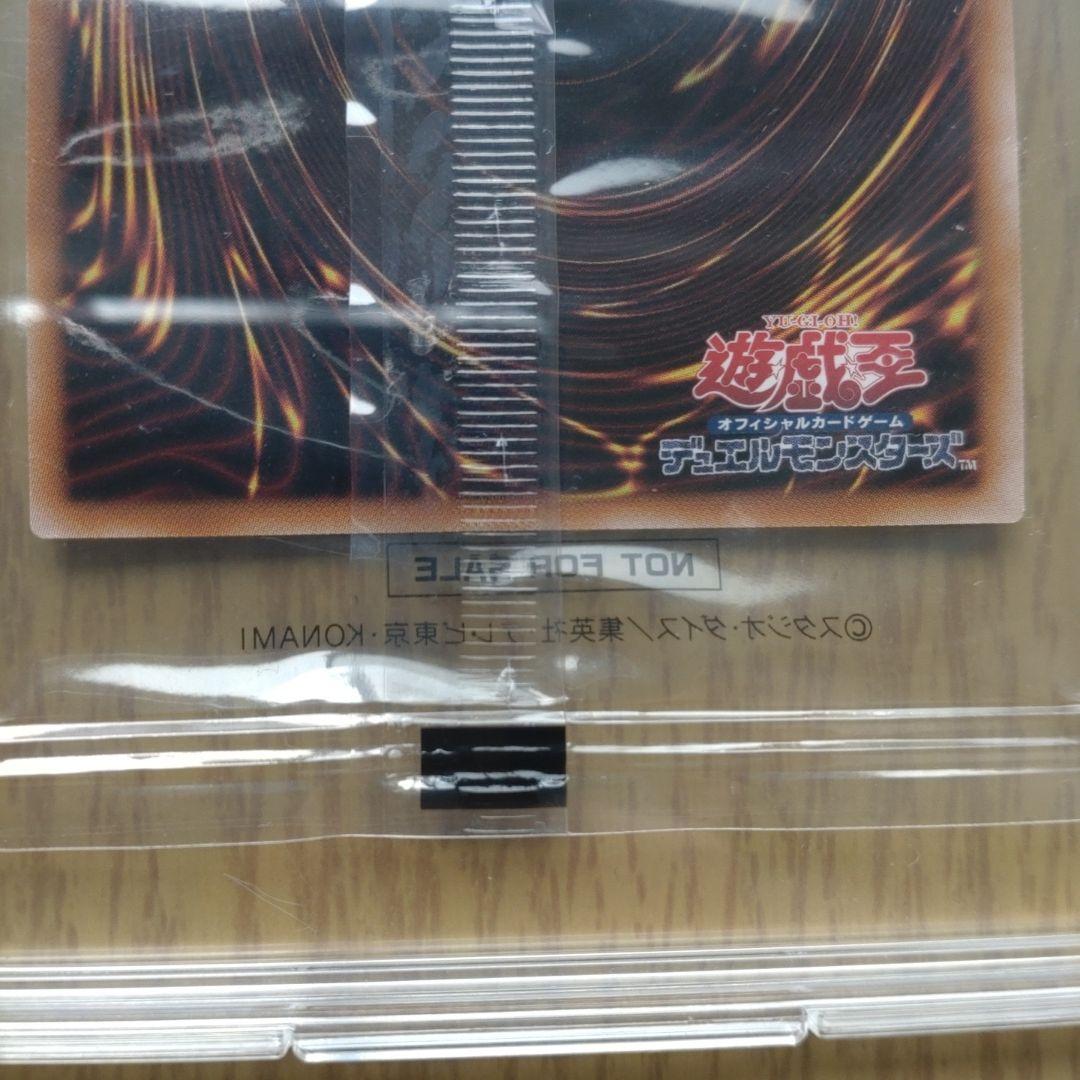 YU-GI-OH!
遊戯王
オフィシャルカードゲーム
デュエルモンスターズ™
NOT FOR SALE
©スタジオ・ダイス/集英社・テレビ東京・KONAMI